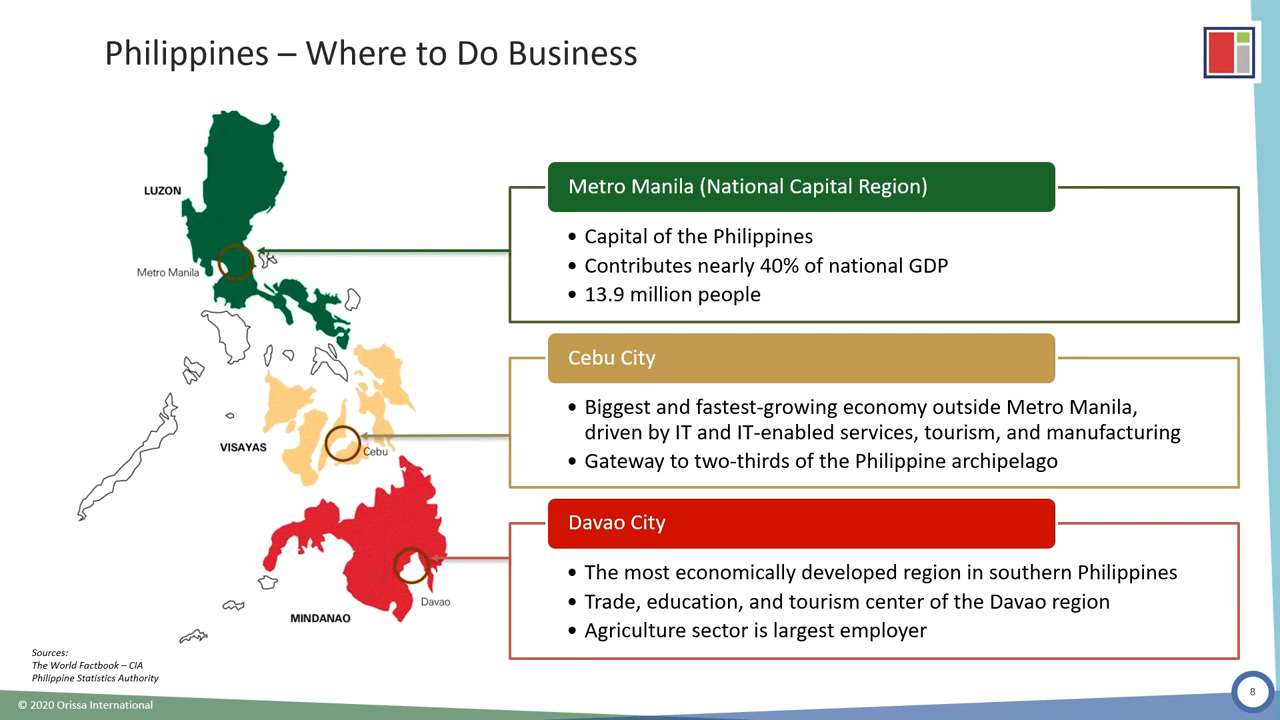 Philippines – Where to Do Business
LUZON
Metro Manila
VISAYAS
Cebu
MINDANAO
Davao
Metro Manila (National Capital Region)
• Capital of the Philippines
• Contributes nearly 40% of national GDP
• 13.9 million people
Cebu City
• Biggest and fastest-growing economy outside Metro Manila,
driven by IT and IT-enabled services, tourism, and manufacturing
• Gateway to two-thirds of the Philippine archipelago
Davao City
• The most economically developed region in southern Philippines
• Trade, education, and tourism center of the Davao region
• Agriculture sector is largest employer
Sources:
The World Factbook – CIA
Philippine Statistics Authority
© 2020 Orissa International
8